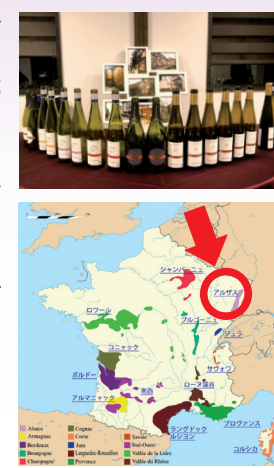 シャンパーニュ
アルザス
ロワール
ブルゴーニュ
ジュラ
コニャック
サヴォワ
ボルドー
ローヌ渓谷
アルマニャック
南西
プロヴァンス
ラングドック
ルション
コルシカ
Alsace
Armagnac
Bordeaux
Bourgogne
Champagne
Cognac
Corse
Jura
Languedoc-Roussillon
Provence
Savoie
Sud-Ouest
Vallée de la Loire
Vallée du Rhône